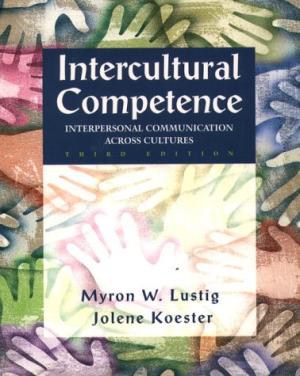 Intercultural
Competence
INTERPERSONAL COMMUNICATION
ACROSS CULTURES
THIRD EDITION
Myron W. Lustig
Jolene Koester